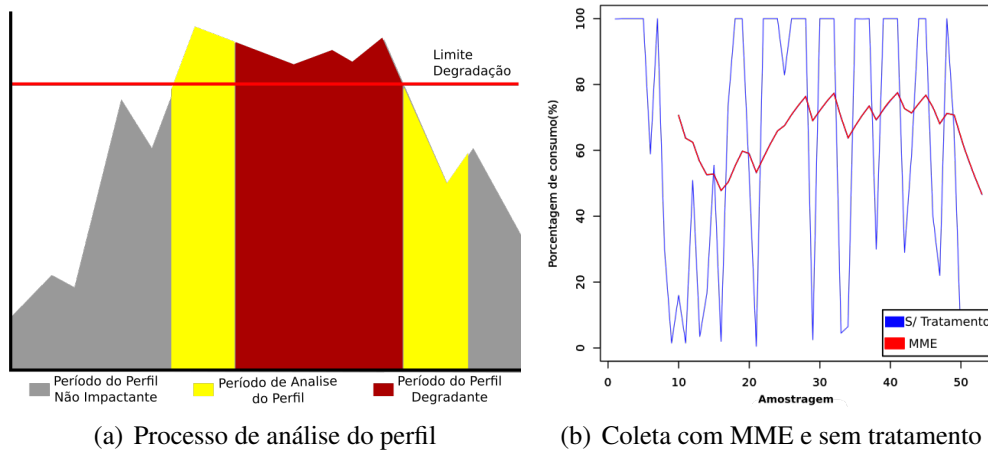 Limite
Degradação
Período do Perfil
Não Impactante
Período de Analise
do Perfil
Período do Perfil
Degradante
(a) Processo de análise do perfil
Porcentagem de consumo(%)
100
80
60
40
20
0
0
10
20
30
40
50
Amostragem
S/ Tratamento
MME
(b) Coleta com MME e sem tratamento